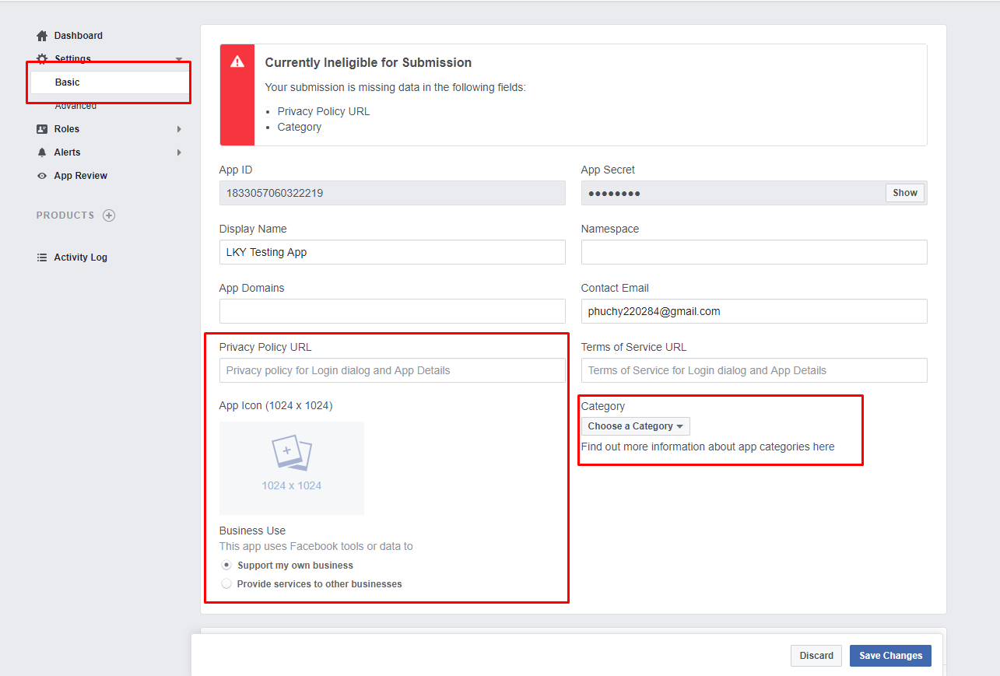 Dashboard
Settings
Basic
Advanced
Roles
Alerts
App Review
PRODUCTS
Activity Log
Currently Ineligible for Submission
Your submission is missing data in the following fields:
• Privacy Policy URL
• Category
App ID
1833057060322219
App Secret
●●●●●●●●
Show
Display Name
LKY Testing App
Namespace
App Domains
Contact Email
phuchy220284@gmail.com
Privacy Policy URL
Privacy policy for Login dialog and App Details
Terms of Service URL
Terms of Service for Login dialog and App Details
App Icon (1024 x 1024)
1024 x 1024
Category
Choose a Category
Find out more information about app categories here
Business Use
This app uses Facebook tools or data to
Support my own business
Provide services to other businesses
Discard
Save Changes